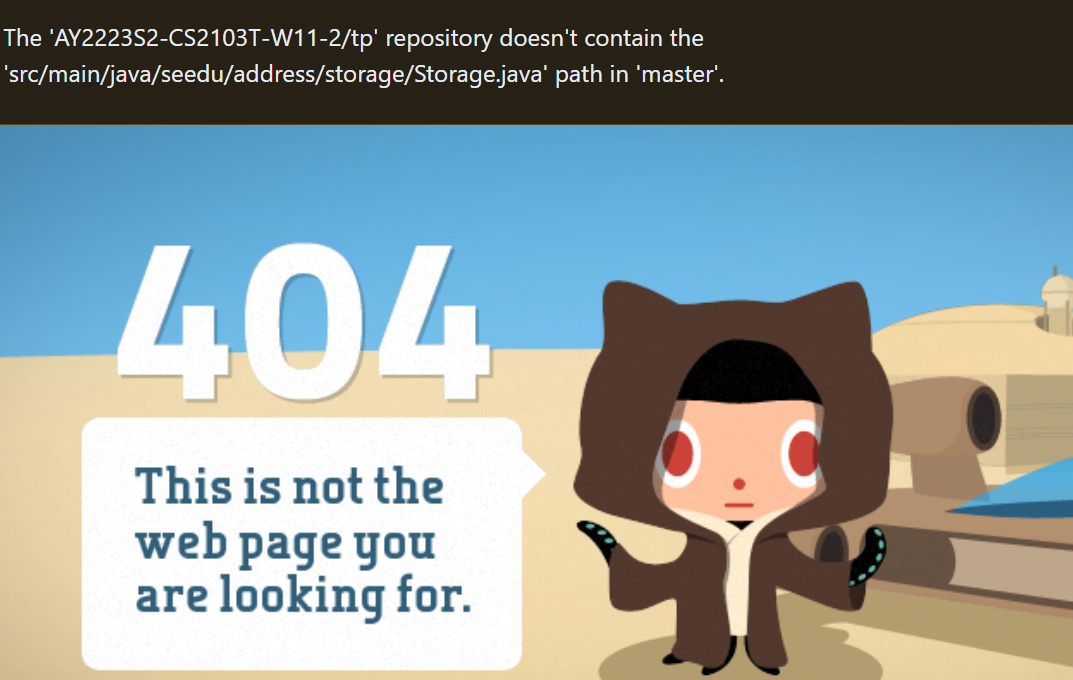 The 'AY2223S2-CS2103T-W11-2/tp' repository doesn't contain the
'src/main/java/seedu/address/storage/Storage.java' path in 'master'.
404
This is not the
web page you
are looking for.